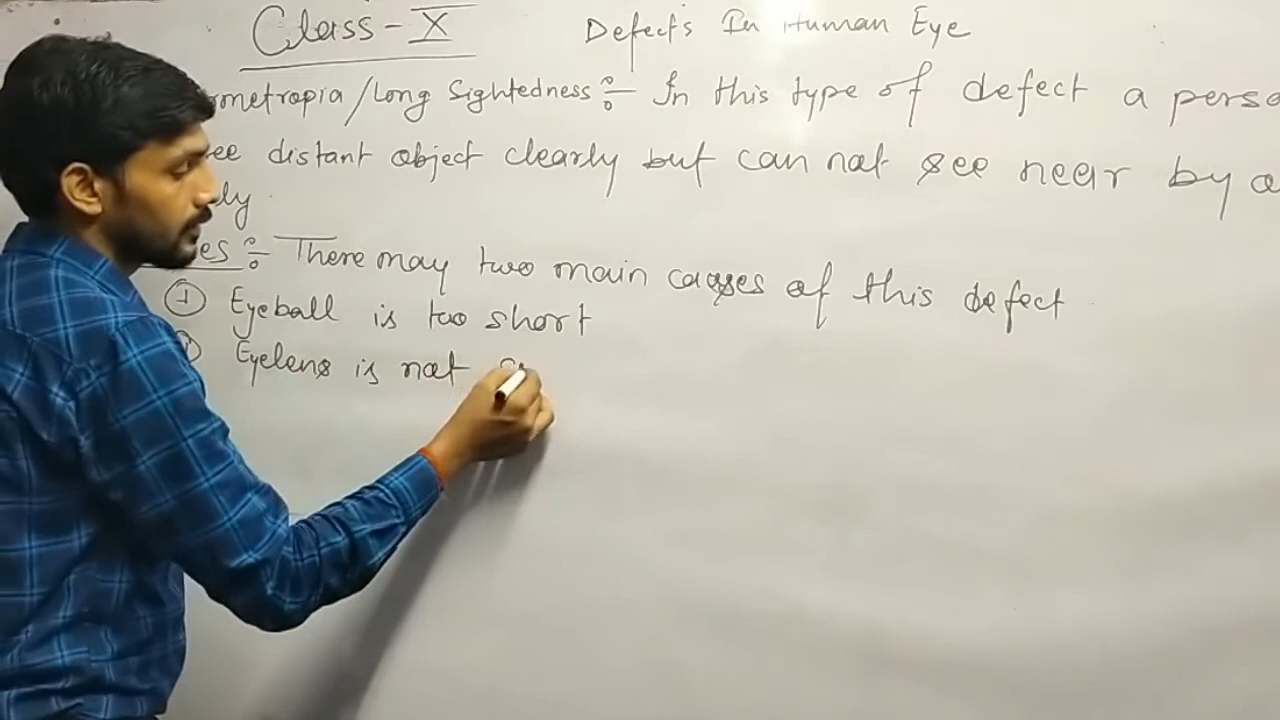 Class - X Defects In Human Eye
rmetropia / Long Sightedness :- In this type of defect a perso
ee distant object clearly but can not see near by
ly
es :- There may two main causes of this defect
1 Eyeball is too short
Eyelens is not